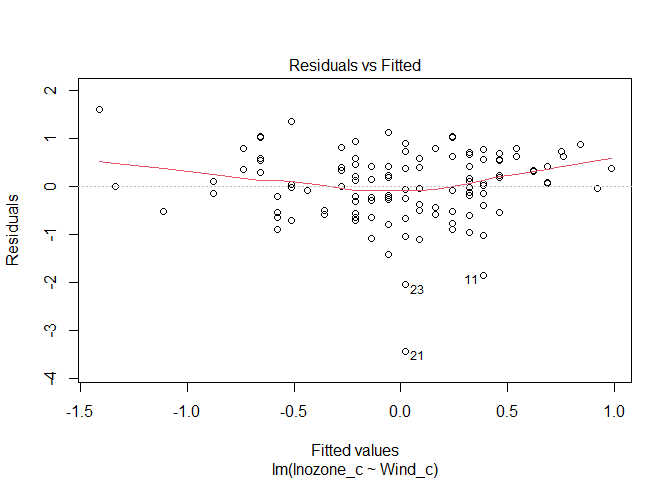 Residuals vs Fitted
2
1
0
-1
-2
-3
-4
Residuals
23
11
21
-1.5 -1.0 -0.5 0.0 0.5 1.0
Fitted values
lm(lnozone_c ~ Wind_c)